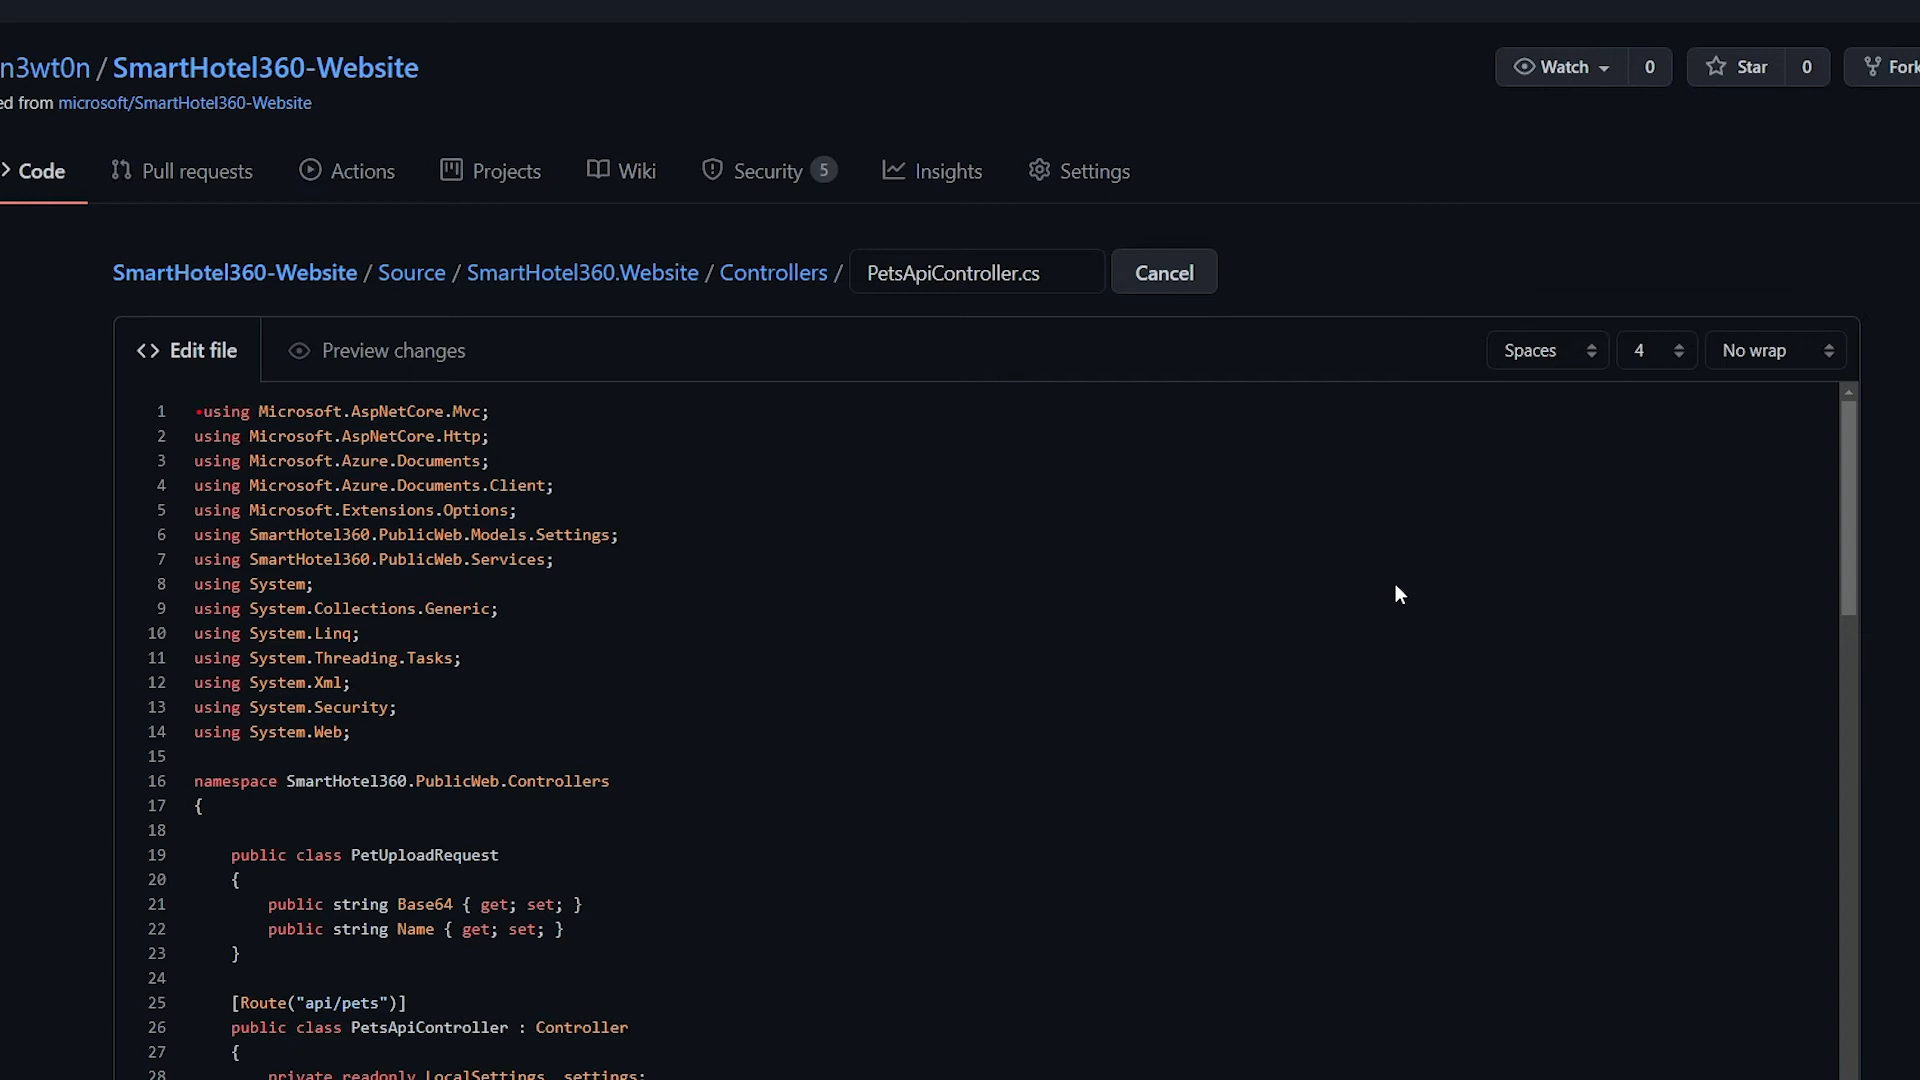 n3wt0n / SmartHotel360-Website
Watch 0 Star 0 Fork
ed from microsoft/SmartHotel360-Website
Code Pull requests Actions Projects Wiki Security 5 Insights Settings
SmartHotel360-Website / Source / SmartHotel360.Website / Controllers / PetsApiController.cs Cancel
<> Edit file Preview changes Spaces 4 No wrap
1 •using Microsoft.AspNetCore.Mvc;
2 using Microsoft.AspNetCore.Http;
3 using Microsoft.Azure.Documents;
4 using Microsoft.Azure.Documents.Client;
5 using Microsoft.Extensions.Options;
6 using SmartHotel360.PublicWeb.Models.Settings;
7 using SmartHotel360.PublicWeb.Services;
8 using System;
9 using System.Collections.Generic;
10 using System.Linq;
11 using System.Threading.Tasks;
12 using System.Xml;
13 using System.Security;
14 using System.Web;
15
16 namespace SmartHotel360.PublicWeb.Controllers
17 {
18
19 public class PetUploadRequest
20 {
21 public string Base64 { get; set; }
22 public string Name { get; set; }
23 }
24
25 [Route("api/pets")]
26 public class PetsApiController : Controller
27 {
28 private readonly LocalSettings _settings;